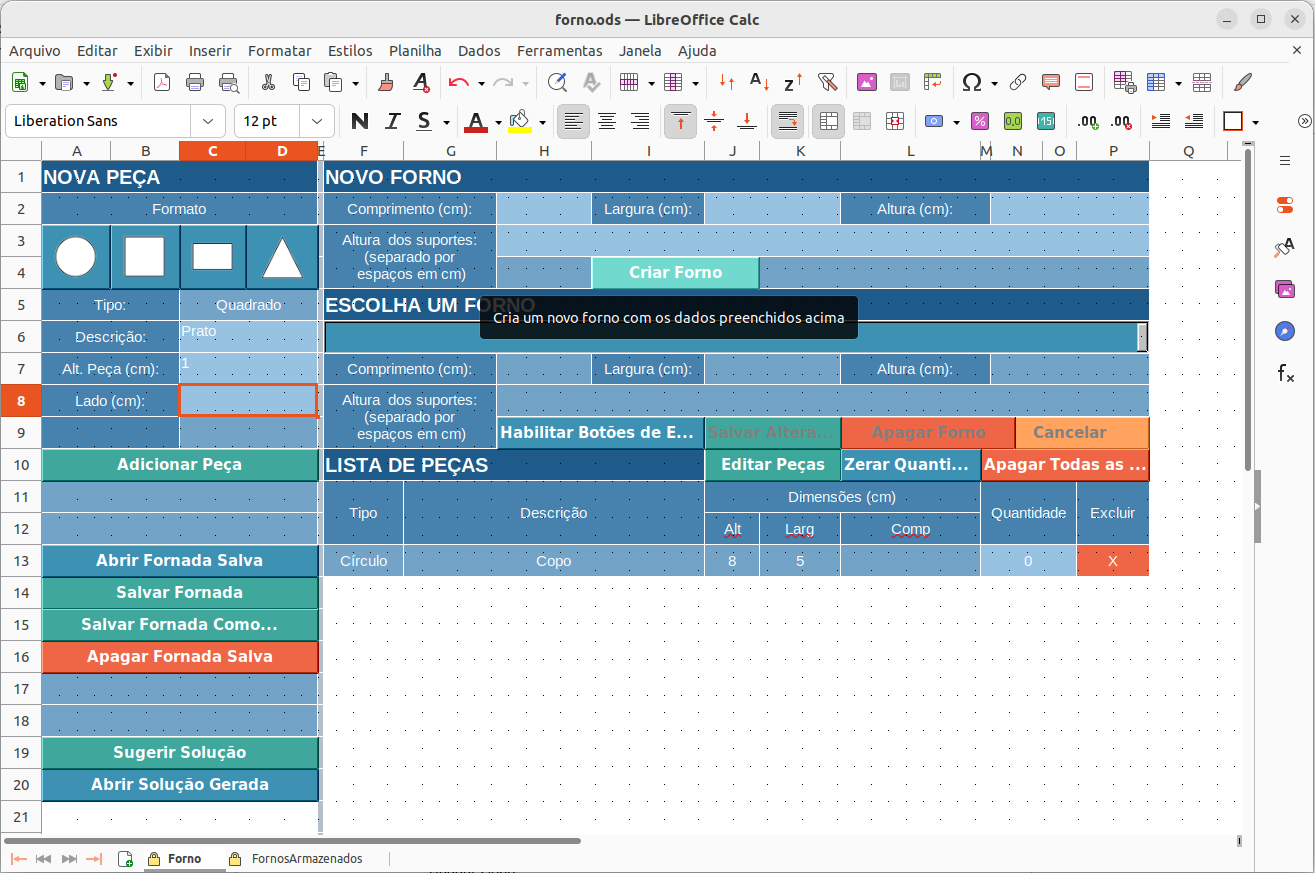 forno.ods — LibreOffice Calc
Arquivo Editar Exibir Inserir Formatar Estilos Planilha Dados Ferramentas Janela Ajuda
Liberation Sans 12 pt N I S A
A B C D E F G H I J K L M N O P Q
1 NOVA PEÇA NOVO FORNO
2 Formato Comprimento (cm): Largura (cm): Altura (cm):
3 Altura dos suportes:
(separado por
4 espaços em cm) Criar Forno
5 Tipo: Quadrado ESCOLHA UM FORNO
Cria um novo forno com os dados preenchidos acima
6 Descrição: Prato
7 Alt. Peça (cm): 1 Comprimento (cm): Largura (cm): Altura (cm):
8 Lado (cm): Altura dos suportes:
(separado por
9 espaços em cm) Habilitar Botões de E... Salvar Altera... Apagar Forno Cancelar
10 Adicionar Peça LISTA DE PEÇAS Editar Peças Zerar Quanti... Apagar Todas as ...
11 Dimensões (cm)
Tipo Descrição Quantidade Excluir
12 Alt Larg Comp
13 Abrir Fornada Salva Círculo Copo 8 5 0 X
14 Salvar Fornada
15 Salvar Fornada Como...
16 Apagar Fornada Salva
17
18
19 Sugerir Solução
20 Abrir Solução Gerada
21
Forno FornosArmazenados